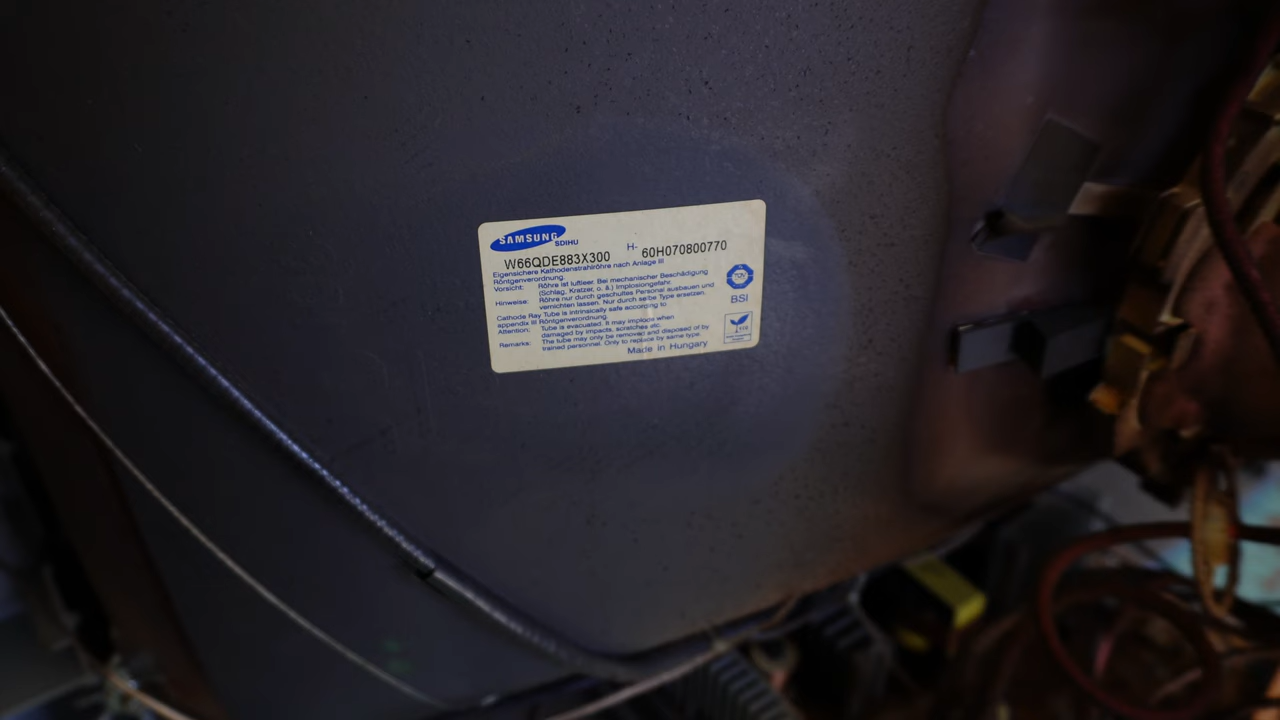 SAMSUNG
SDIHU
W66QDE883X300 H- 60H070800770
Eigensichere Kathodenstrahlröhre nach Anlage III
Röntgenverordnung.
Vorsicht: Röhre ist luftleer. Bei mechanischer Beschädigung
(Schlag, Kratzer, o. ä.) Implosionsgefahr.
Hinweise: Röhre nur durch geschultes Personal ausbauen und
vernichten lassen. Nur durch selbe Type ersetzen.
Cathode Ray Tube is intrinsically safe according to
appendix III Röntgenverordnung.
Attention: Tube is evacuated. It may implode when
damaged by impacts, scratches etc.
Remarks: The tube may only be removed and disposed of by
trained personnel. Only to replace by same type.
Made in Hungary
TÜV
BSI